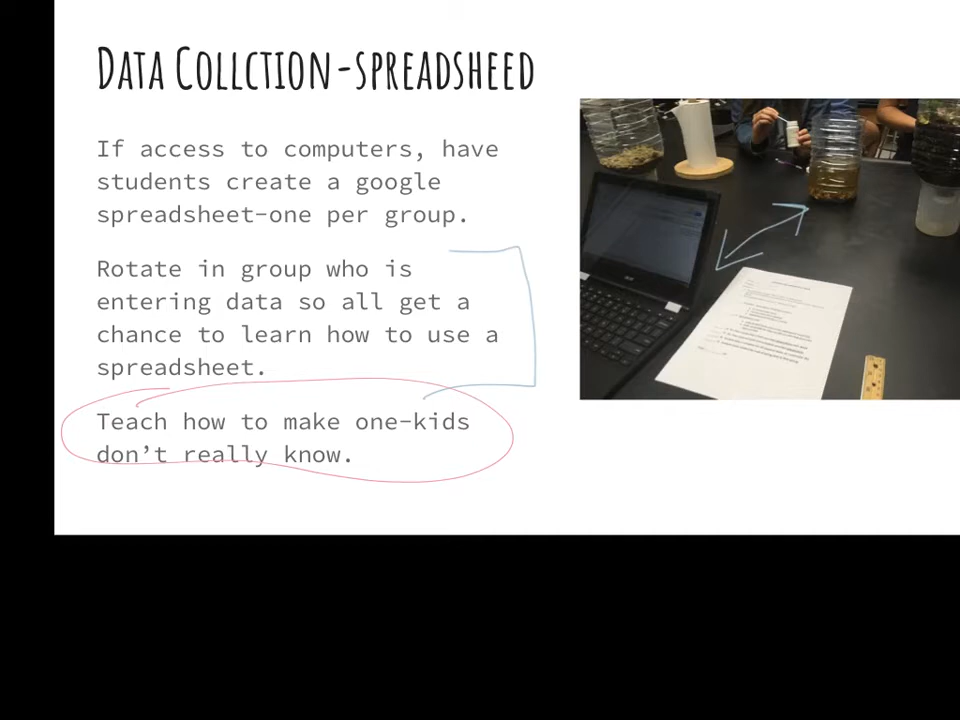 Data Collction-spreadsheed
If access to computers, have
students create a google
spreadsheet-one per group.
Rotate in group who is
entering data so all get a
chance to learn how to use a
spreadsheet.
Teach how to make one-kids
don't really know.